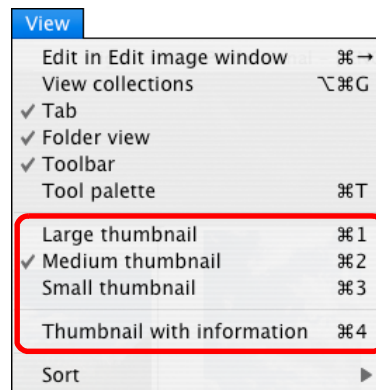 View
Edit in Edit image window ⌘→
View collections ⌥⌘G
✓ Tab
✓ Folder view
✓ Toolbar
Tool palette ⌘T
Large thumbnail ⌘1
✓ Medium thumbnail ⌘2
Small thumbnail ⌘3
Thumbnail with information ⌘4
Sort ▶